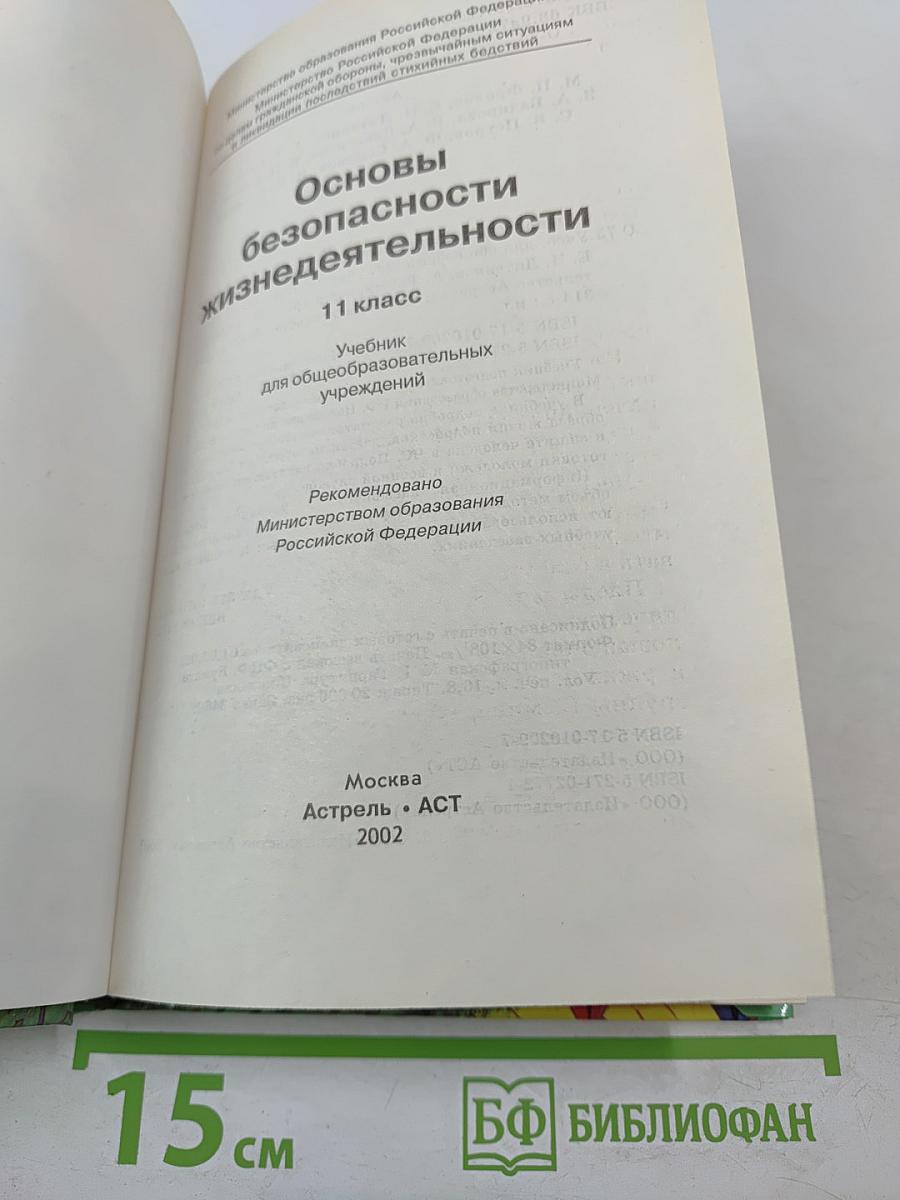 Министерство образования Российской Федерации
Министерство Российской Федерации
по делам гражданской обороны, чрезвычайным ситуациям
и ликвидации последствий стихийных бедствий
Основы
безопасности
жизнедеятельности
11 класс
Учебник
для общеобразовательных
учреждений
Рекомендовано
Министерством образования
Российской Федерации
Москва
Астрель • АСТ
2002
15 см
БФ БИБЛИОФАН